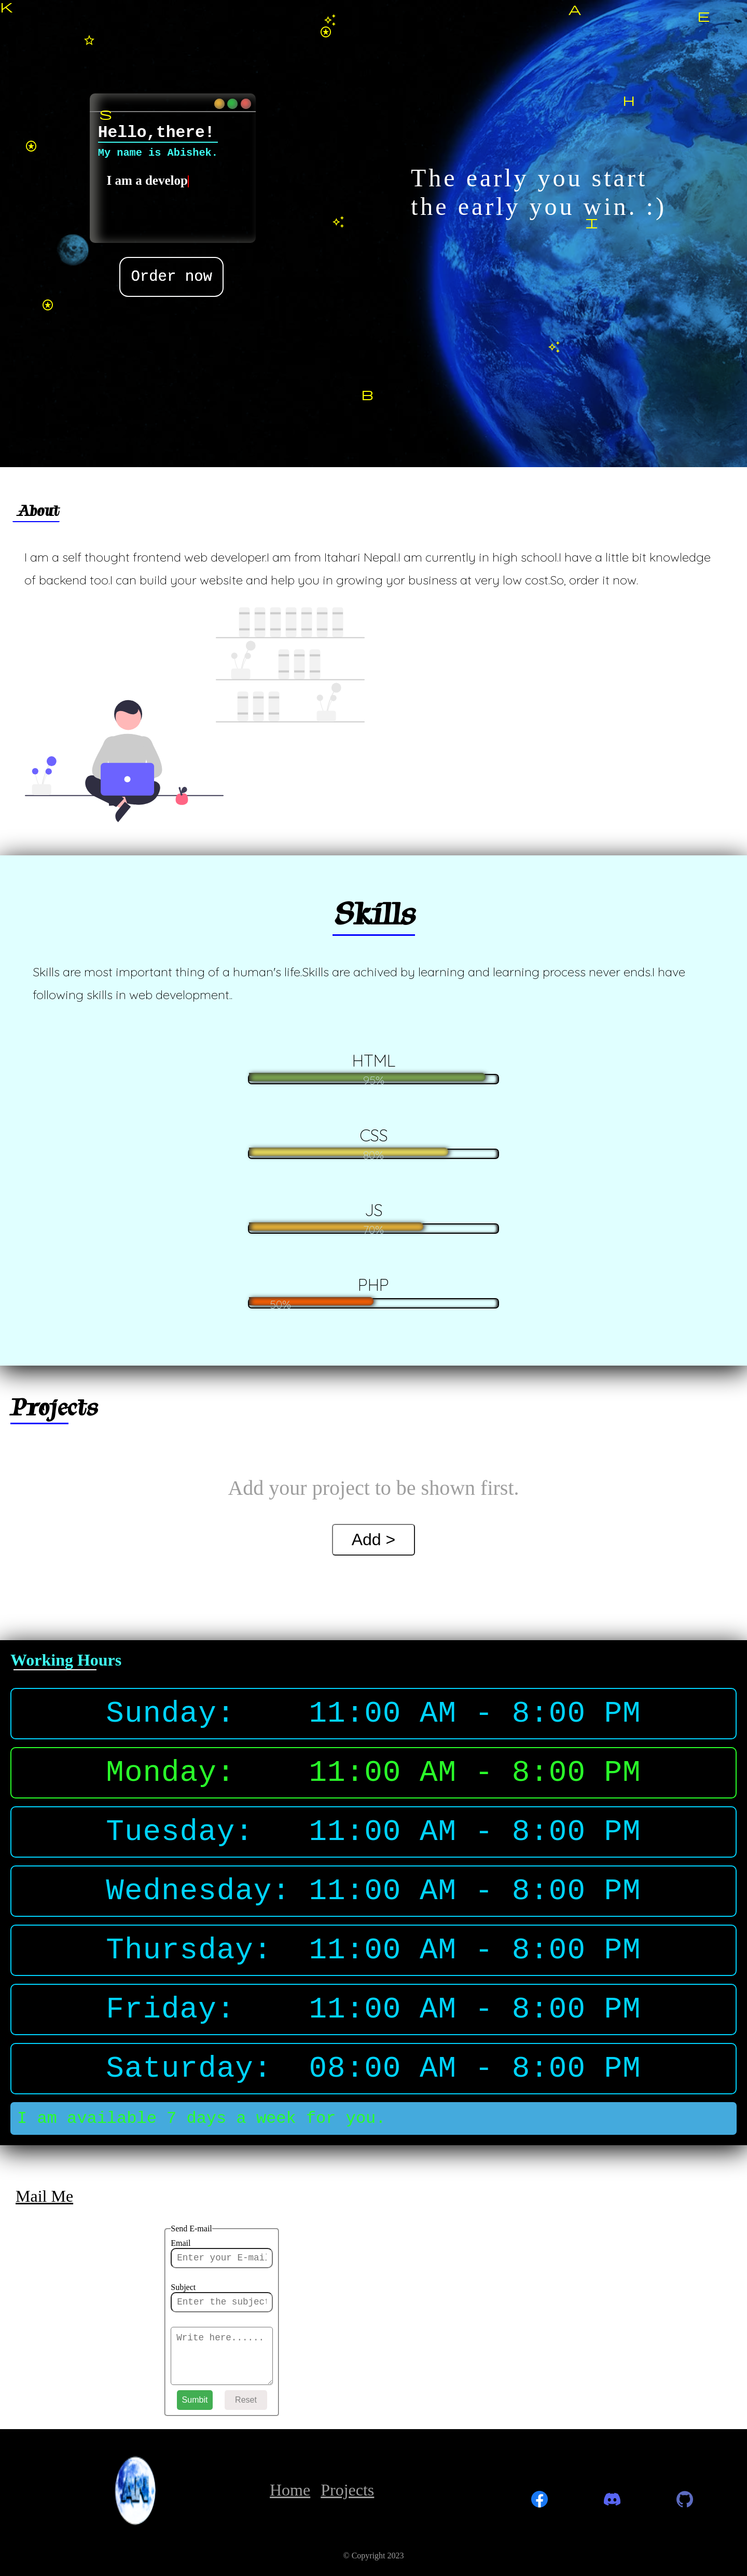 K
A
E
H
S
Hello,there!
My name is Abishek.
I am a develop
The early you start
the early you win. :)
I
Order now
B
About
I am a self thought frontend web developer.I am from Itahari Nepal.I am currently in high school.I have a little bit knowledge
of backend too.I can build your website and help you in growing yor business at very low cost.So, order it now.
Skills
Skills are most important thing of a human's life.Skills are achived by learning and learning process never ends.I have
following skills in web development.
HTML
95%
CSS
80%
JS
70%
PHP
50%
Projects
Add your project to be shown first.
Add >
Working Hours
Sunday: 11:00 AM - 8:00 PM
Monday: 11:00 AM - 8:00 PM
Tuesday: 11:00 AM - 8:00 PM
Wednesday: 11:00 AM - 8:00 PM
Thursday: 11:00 AM - 8:00 PM
Friday: 11:00 AM - 8:00 PM
Saturday: 08:00 AM - 8:00 PM
I am available 7 days a week for you.
Mail Me
Send E-mail
Email
Enter your E-mail
Subject
Enter the subject
Write here......
Sumbit Reset
Home Projects
© Copyright 2023